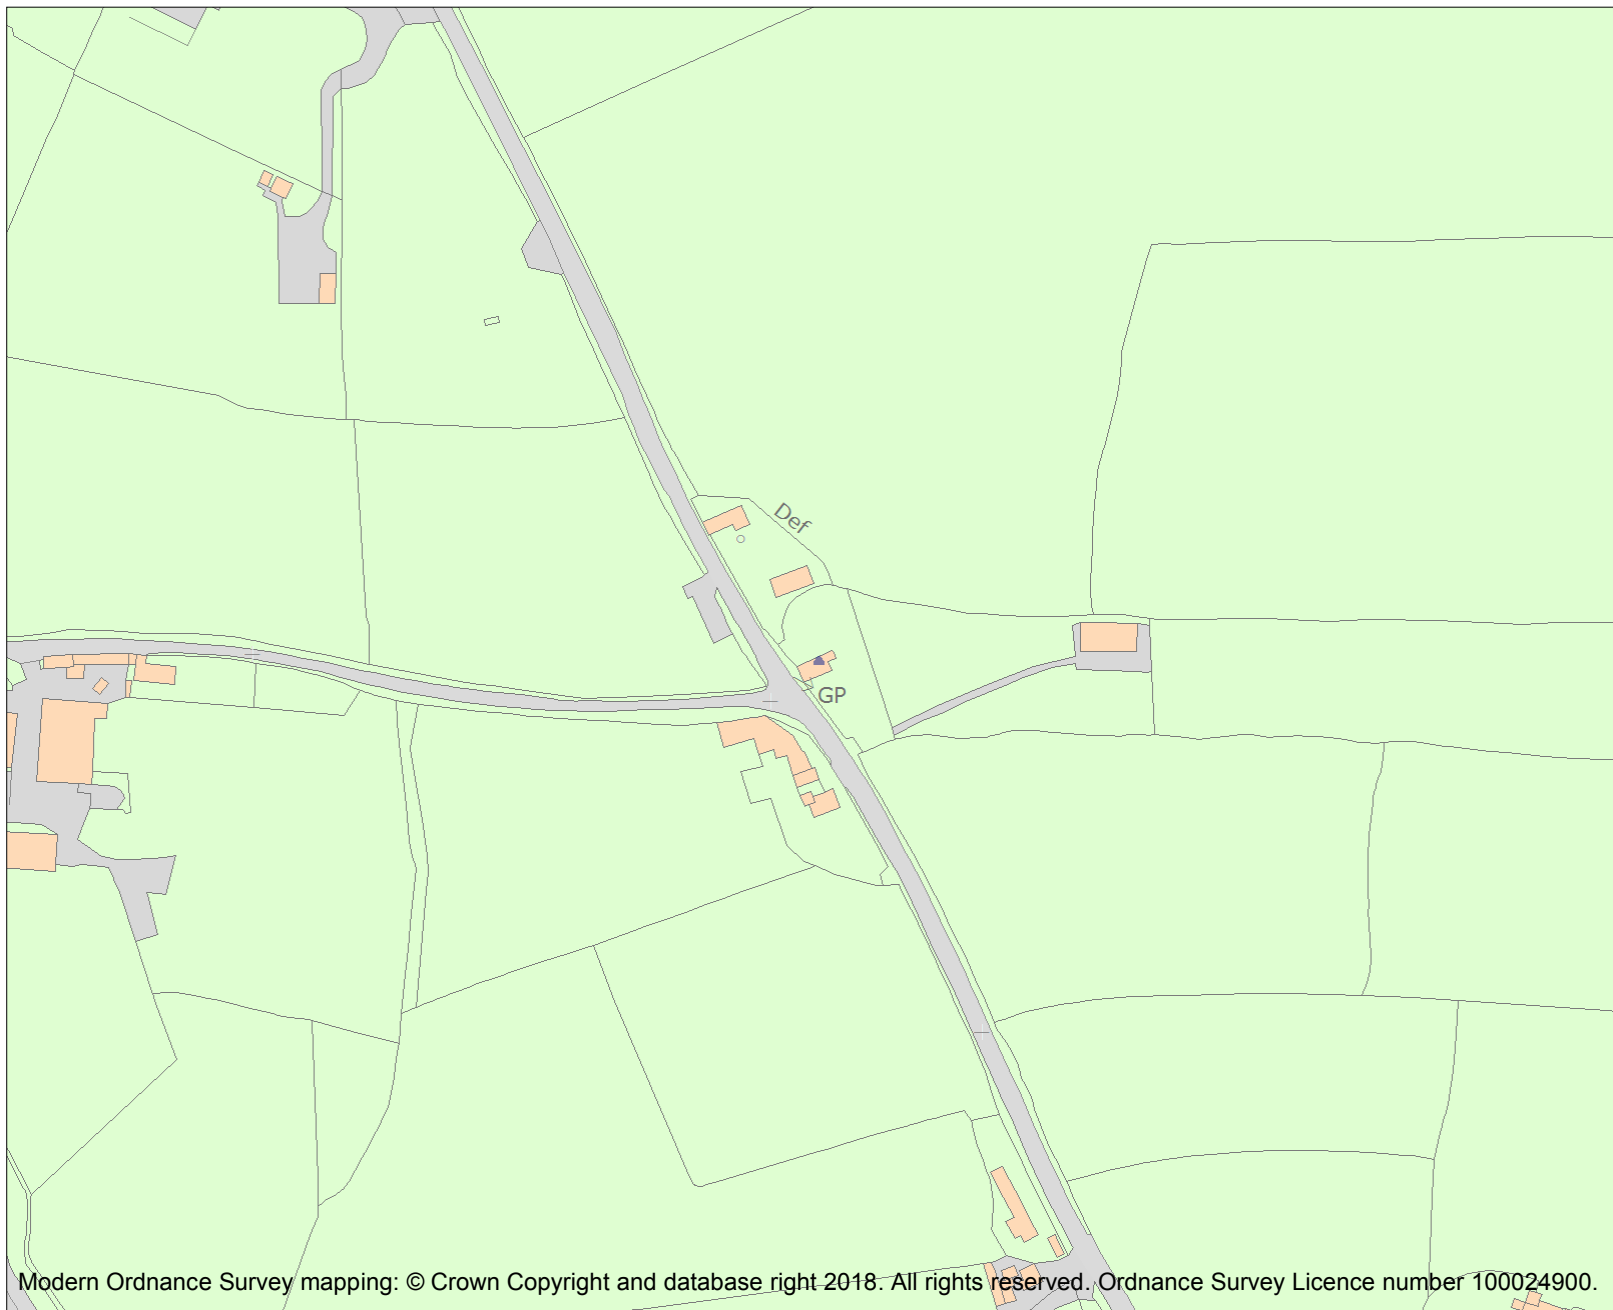 Def
GP
Modern Ordnance Survey mapping: © Crown Copyright and database right 2018. All rights reserved. Ordnance Survey Licence number 100024900.